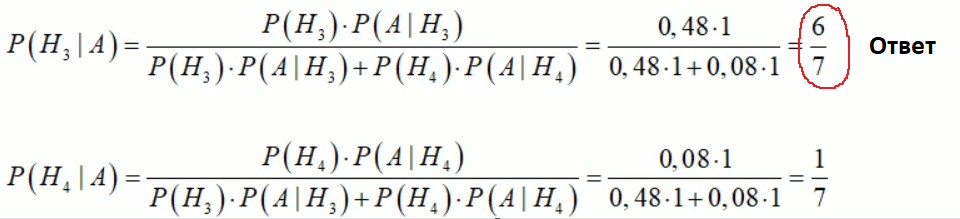 P(H₃|A) = P(H₃)·P(A|H₃) / P(H₃)·P(A|H₃)+P(H₄)·P(A|H₄) = 0,48·1 / 0,48·1+0,08·1 = 6/7 Ответ
P(H₄|A) = P(H₄)·P(A|H₄) / P(H₃)·P(A|H₃)+P(H₄)·P(A|H₄) = 0,08·1 / 0,48·1+0,08·1 = 1/7